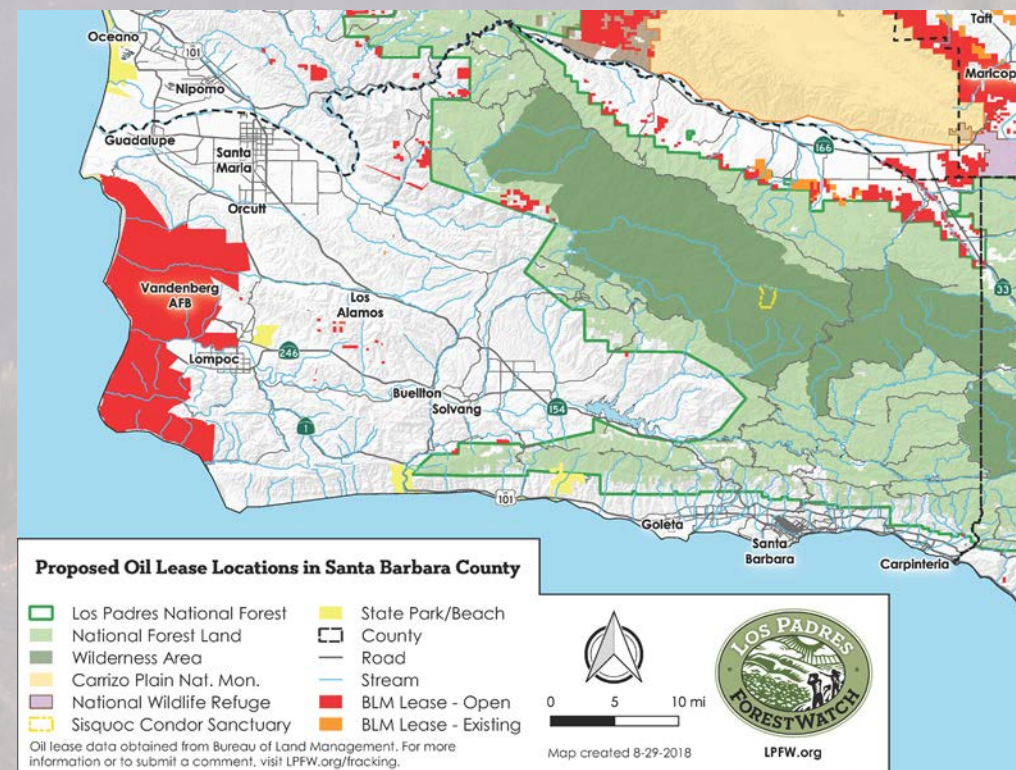 Taft
Oceano
101
Nipomo
Maricop
Guadalupe
Santa
Maria
166
Orcutt
Vandenberg
AFB
33
Los
Alamos
Lompoc
246
Buellton
Solvang
154
1
101
Goleta
Santa
Barbara
Carpinteria
Proposed Oil Lease Locations in Santa Barbara County
Los Padres National Forest
National Forest Land
Wilderness Area
Carrizo Plain Nat. Mon.
National Wildlife Refuge
Sisquoc Condor Sanctuary
State Park/Beach
County
Road
Stream
BLM Lease - Open
BLM Lease - Existing
Oil lease data obtained from Bureau of Land Management. For more
information or to submit a comment, visit LPFW.org/fracking.
0 5 10 mi
Map created 8-29-2018
LOS PADRES
FORESTWATCH
LPFW.org